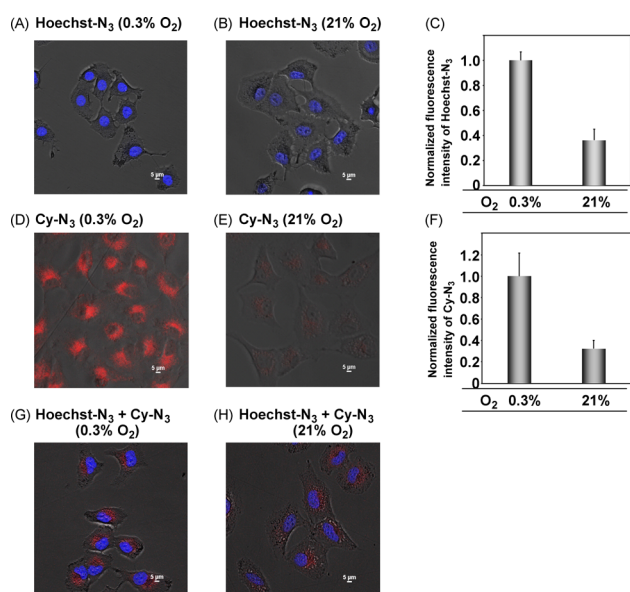 (A) Hoechst-N3 (0.3% O2)
(B) Hoechst-N3 (21% O2)
(C)
Normalized fluorescence
intensity of Hoechst-N3
1.0
0.8
0.6
0.4
0.2
0
O2 0.3% 21%
5 µm
5 µm
(D) Cy-N3 (0.3% O2)
(E) Cy-N3 (21% O2)
(F)
Normalized fluorescence
intensity of Cy-N3
1.2
1.0
0.8
0.6
0.4
0.2
0
O2 0.3% 21%
5 µm
5 µm
(G) Hoechst-N3 + Cy-N3
(0.3% O2)
(H) Hoechst-N3 + Cy-N3
(21% O2)
5 µm
5 µm